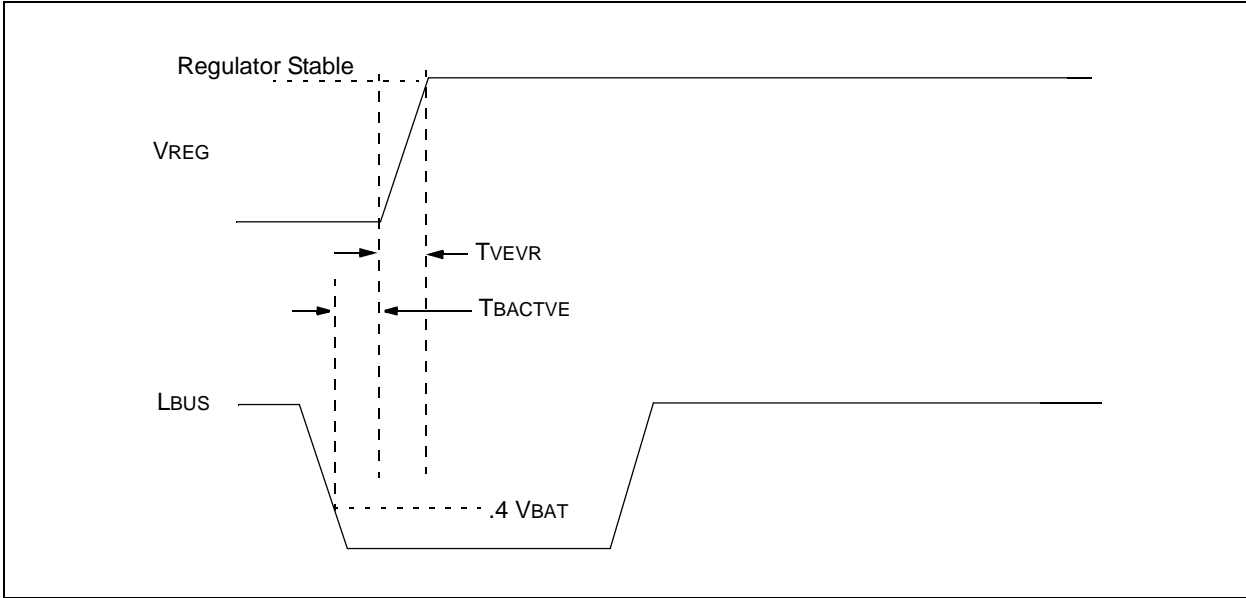 Regulator Stable
VREG
TVEVR
TBACTVE
LBUS
.4 VBAT